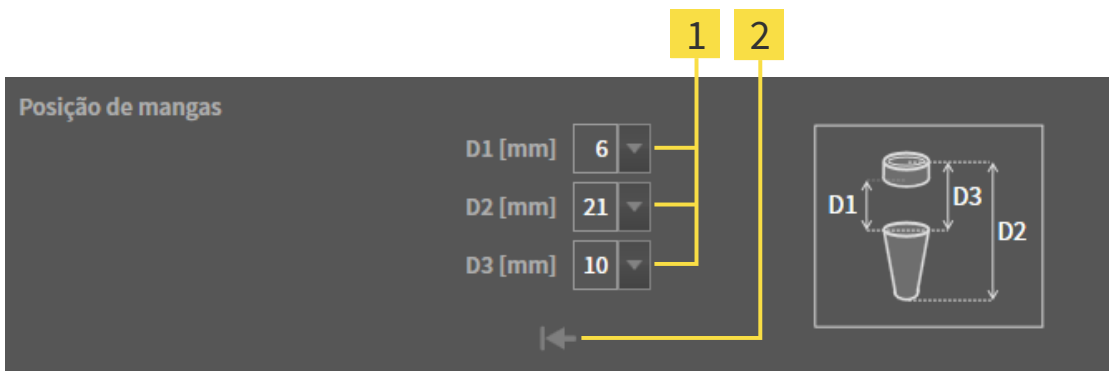 1 2
Posição de mangas
D1 [mm] 6
D2 [mm] 21
D3 [mm] 10
D1 D3
D2